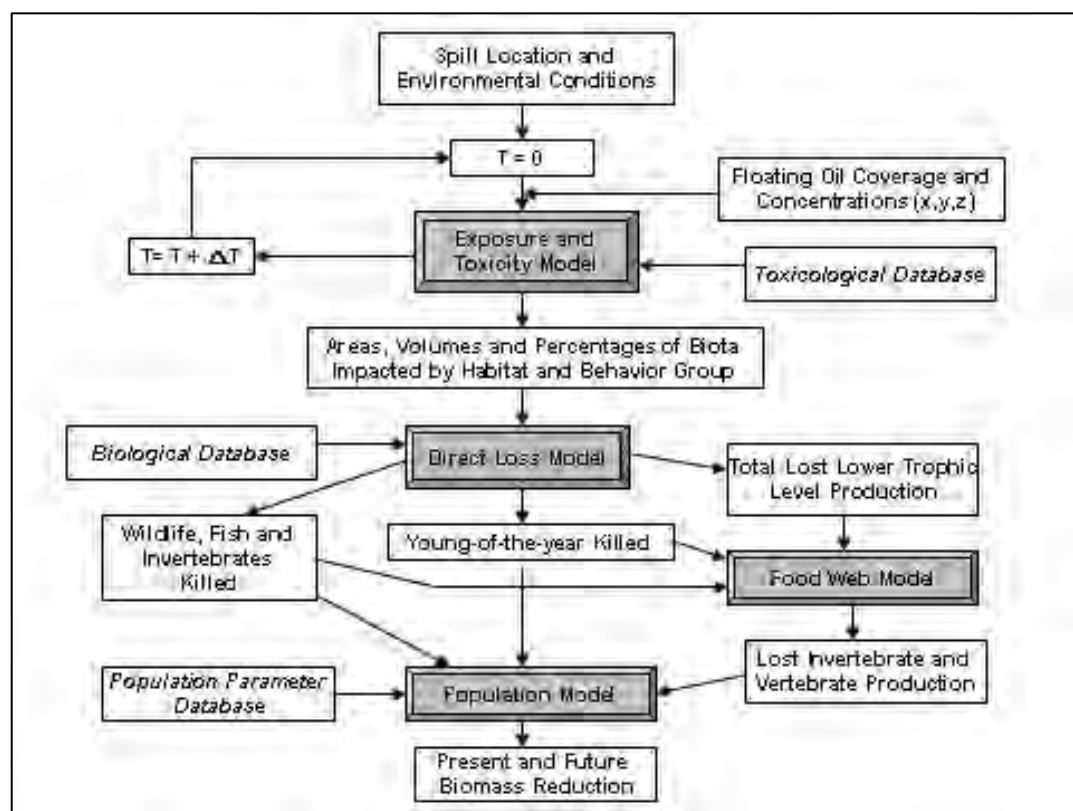 Spill Location and
Environmental Conditions
T = 0
Floating Oil Coverage and
Concentrations (x,y,z)
T= T + ΔT
Exposure and
Toxicity Model
Toxicological Database
Areas, Volumes and Percentages of Biota
Impacted by Habitat and Behavior Group
Biological Database
Direct Loss Model
Total Lost Lower Trophic
Level Production
Wildlife, Fish and
Invertebrates
Killed
Young-of-the-year Killed
Food Web Model
Population Parameter
Database
Population Model
Lost Invertebrate and
Vertebrate Production
Present and Future
Biomass Reduction